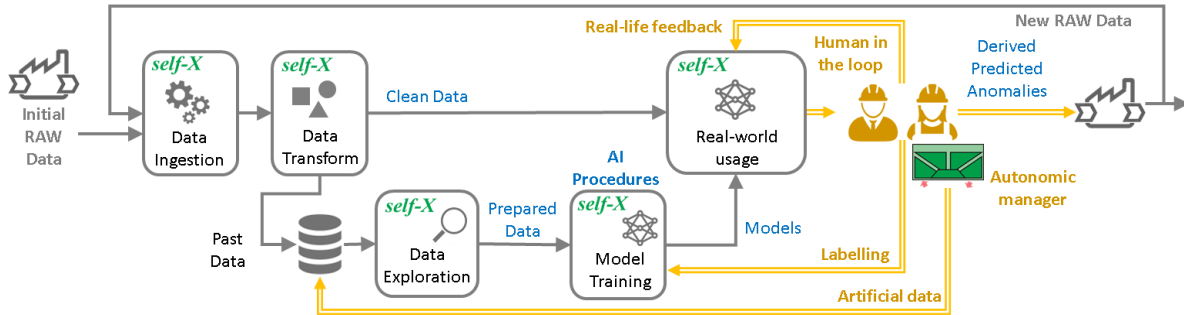 Real-life feedback
New RAW Data
Human in
the loop
Derived
Predicted
Anomalies
self-X
Data
Ingestion
self-X
Data
Transform
Clean Data
self-X
Real-world
usage
Initial
RAW
Data
AI
Procedures
Autonomic
manager
Past
Data
self-X
Data
Exploration
Prepared
Data
self-X
Model
Training
Models
Labelling
Artificial data